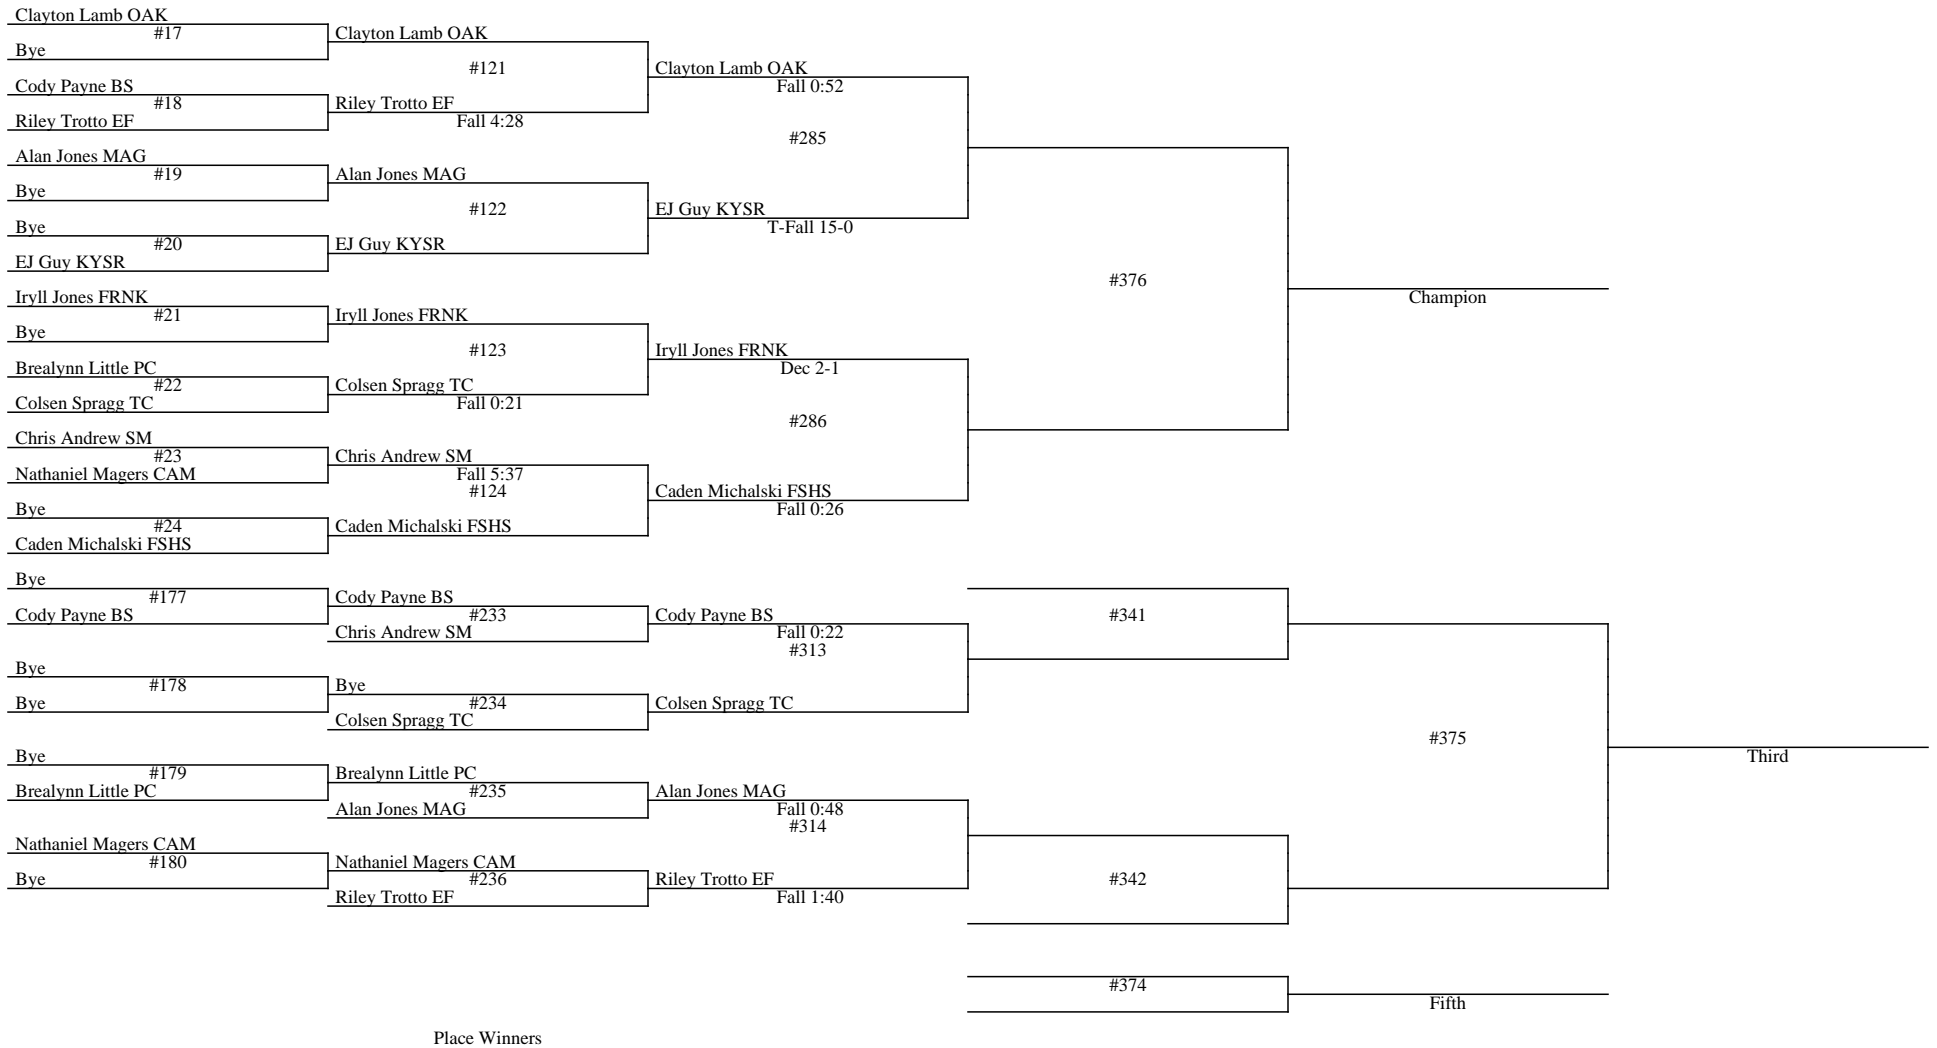 Clayton Lamb OAK
#17
Bye
Clayton Lamb OAK
#121
Clayton Lamb OAK
Fall 0:52
Cody Payne BS
#18
Riley Trotto EF
Riley Trotto EF
Fall 4:28
#285
Alan Jones MAG
#19
Bye
Alan Jones MAG
#122
EJ Guy KYSR
T-Fall 15-0
Bye
#20
EJ Guy KYSR
EJ Guy KYSR
#376
Champion
Iryll Jones FRNK
#21
Bye
Iryll Jones FRNK
#123
Iryll Jones FRNK
Dec 2-1
Brealynn Little PC
#22
Colsen Spragg TC
Colsen Spragg TC
Fall 0:21
#286
Chris Andrew SM
#23
Nathaniel Magers CAM
Chris Andrew SM
Fall 5:37
#124
Caden Michalski FSHS
Fall 0:26
Bye
#24
Caden Michalski FSHS
Caden Michalski FSHS
Bye
#177
Cody Payne BS
Cody Payne BS
#233
Chris Andrew SM
Cody Payne BS
Fall 0:22
#313
#341
Bye
#178
Bye
Bye
#234
Colsen Spragg TC
Colsen Spragg TC
#375
Third
Bye
#179
Brealynn Little PC
Brealynn Little PC
#235
Alan Jones MAG
Alan Jones MAG
Fall 0:48
#314
Nathaniel Magers CAM
#180
Bye
Nathaniel Magers CAM
#236
Riley Trotto EF
Riley Trotto EF
Fall 1:40
#342
#374
Fifth
Place Winners